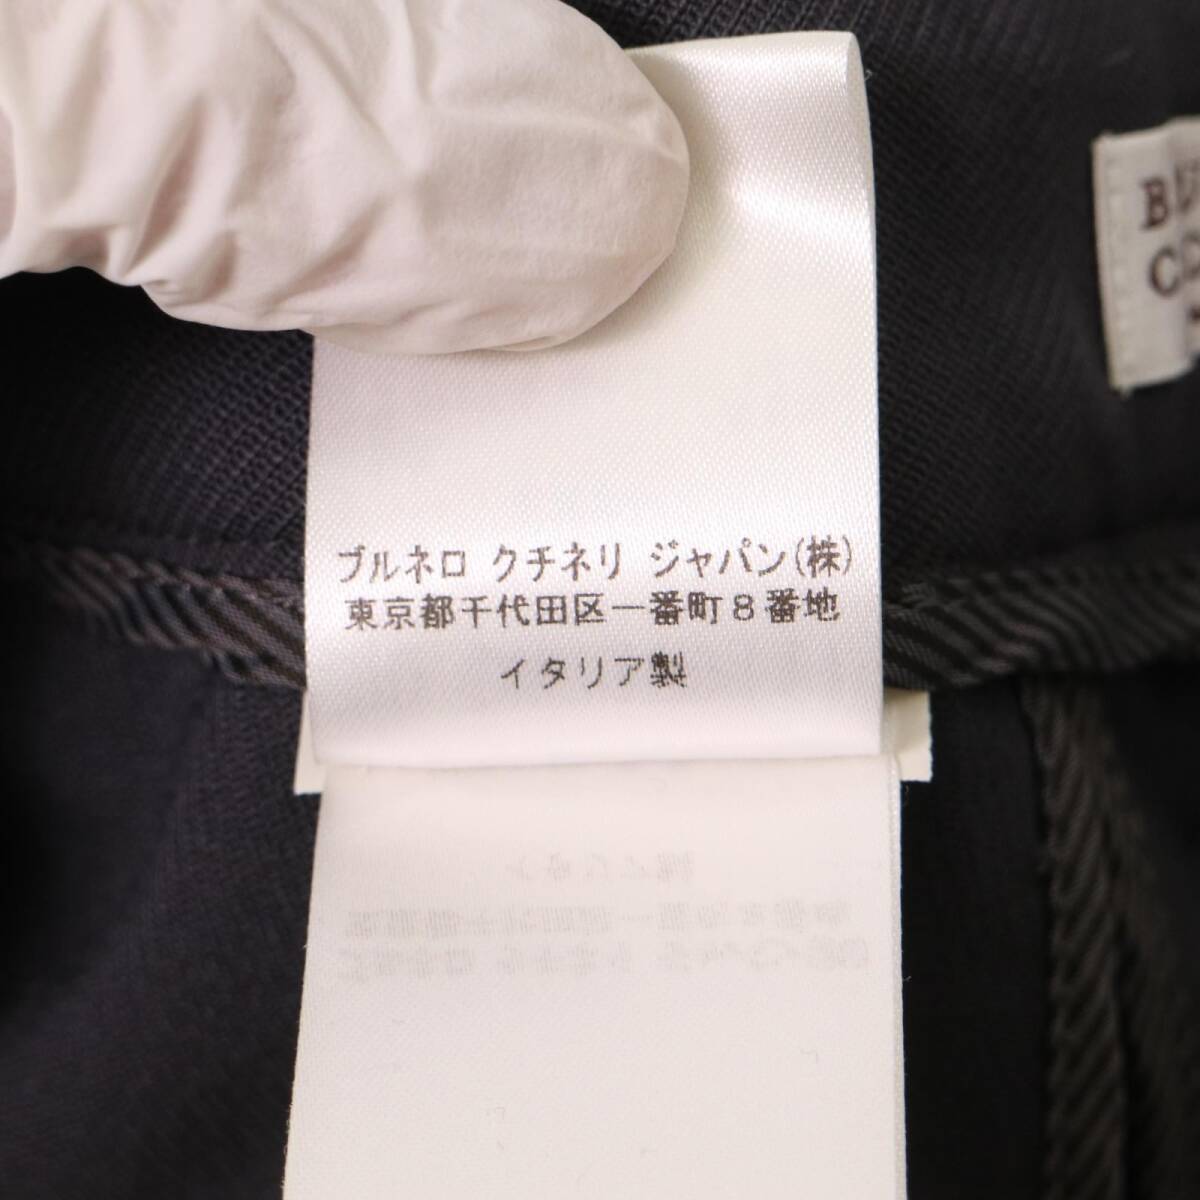 ブルネロ クチネリ ジャパン(株)
東京都千代田区一番町8番地
イタリア製